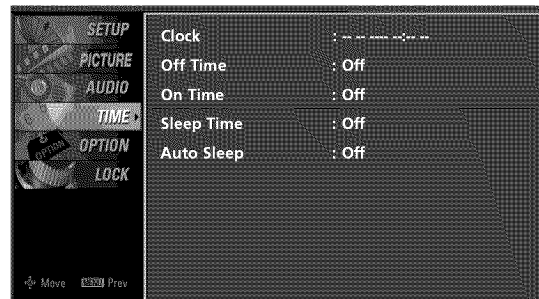 SETUP
PICTURE
AUDIO
TIME
OPTION
LOCK
Clock : -- -- ---- --:-- --
Off Time : Off
On Time : Off
Sleep Time : Off
Auto Sleep : Off
OPTION
Move MENU Prev